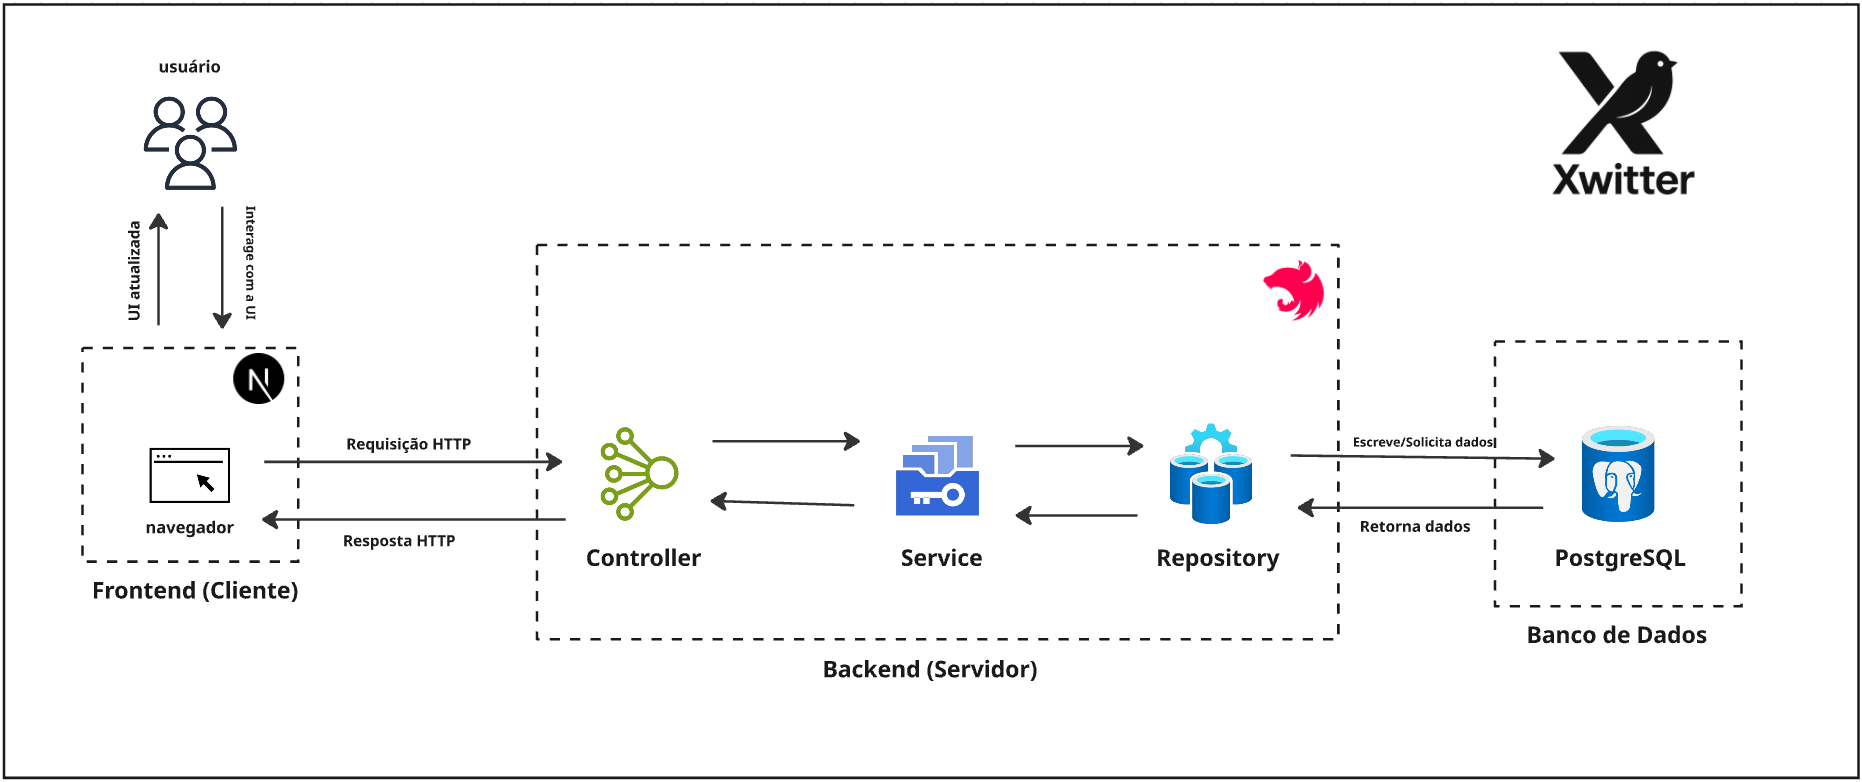 usuário
Xwitter
UI atualizada
Interage com a UI
N
navegador
Frontend (Cliente)
Requisição HTTP
Resposta HTTP
Controller
Service
Repository
Backend (Servidor)
Escreve/Solicita dados
Retorna dados
PostgreSQL
Banco de Dados